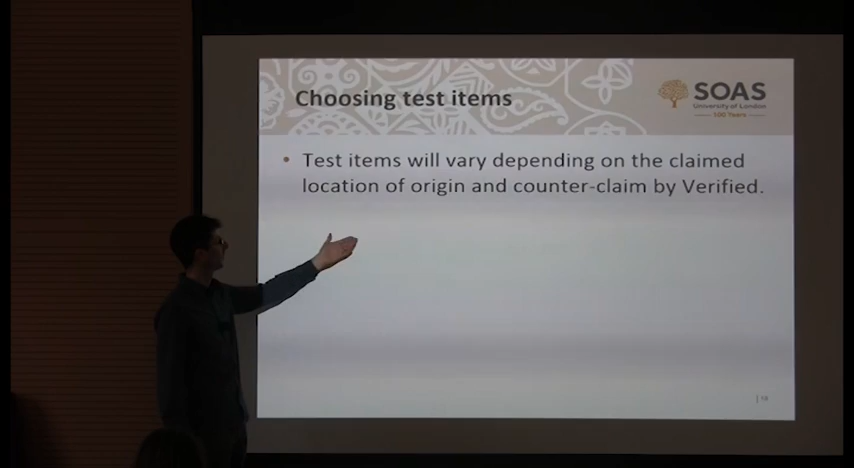 Choosing test items
SOAS
University of London
100 Years
• Test items will vary depending on the claimed
location of origin and counter-claim by Verified.